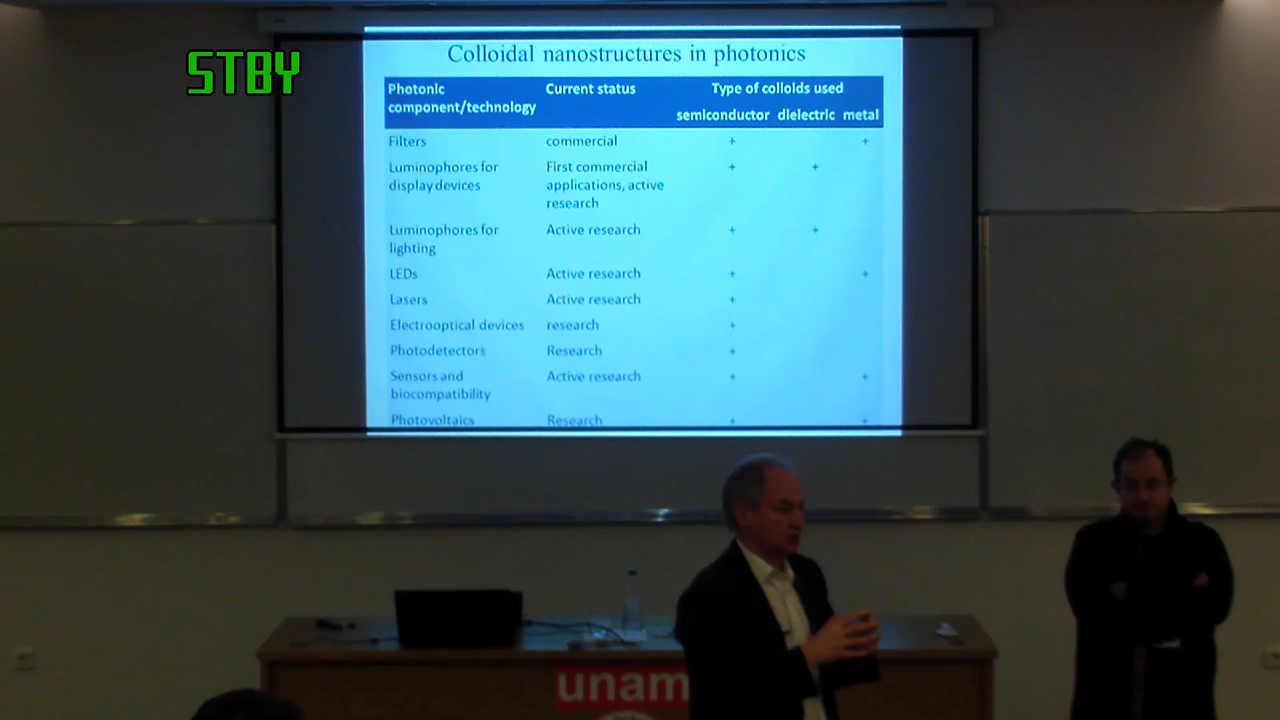 STBY
Colloidal nanostructures in photonics
Photonic component/technology Current status Type of colloids used
semiconductor dielectric metal
Filters commercial + +
Luminophores for display devices First commercial applications, active research + +
Luminophores for lighting Active research + +
LEDs Active research + +
Lasers Active research +
Electrooptical devices research +
Photodetectors Research +
Sensors and biocompatibility Active research + +
Photovoltaics Research + +
unam